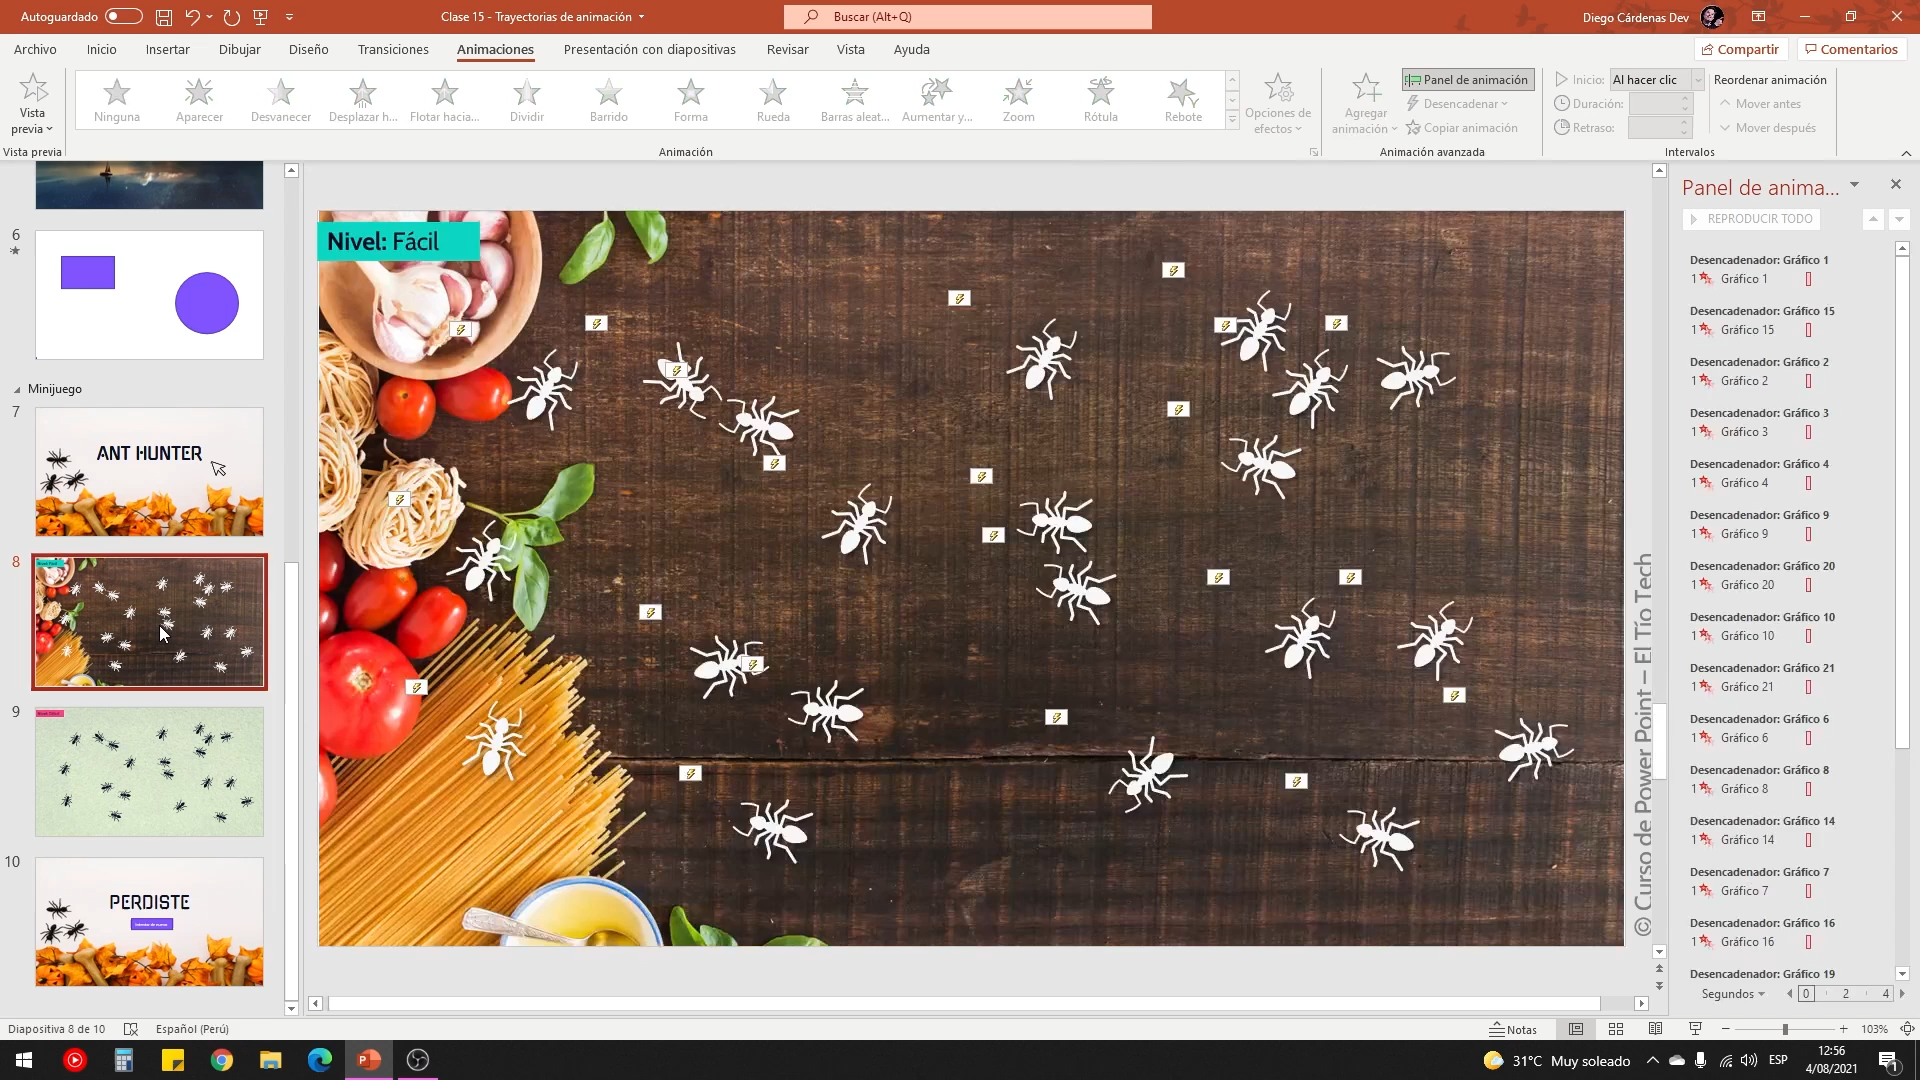 Autoguardado
Clase 15 - Trayectorias de animación
Buscar (Alt+Q)
Diego Cárdenas Dev
Archivo
Inicio
Insertar
Dibujar
Diseño
Transiciones
Animaciones
Presentación con diapositivas
Revisar
Vista
Ayuda
Compartir
Comentarios
Vista
previa
Ninguna
Aparecer
Desvanecer
Desplazar h...
Flotar hacia...
Dividir
Barrido
Forma
Rueda
Barras aleat...
Aumentar y...
Zoom
Rótula
Rebote
Opciones de
efectos
Agregar
animación
Panel de animación
Desencadenar
Copiar animación
Inicio: Al hacer clic
Duración:
Retraso:
Reordenar animación
Mover antes
Mover después
Vista previa
Animación
Animación avanzada
Intervalos
6
Minijuego
7
ANT HUNTER
8
9
10
PERDISTE
Nivel: Fácil
© Curso de Power Point – El Tío Tech
Panel de anima...
REPRODUCIR TODO
Desencadenador: Gráfico 1
1 Gráfico 1
Desencadenador: Gráfico 15
1 Gráfico 15
Desencadenador: Gráfico 2
1 Gráfico 2
Desencadenador: Gráfico 3
1 Gráfico 3
Desencadenador: Gráfico 4
1 Gráfico 4
Desencadenador: Gráfico 9
1 Gráfico 9
Desencadenador: Gráfico 20
1 Gráfico 20
Desencadenador: Gráfico 10
1 Gráfico 10
Desencadenador: Gráfico 21
1 Gráfico 21
Desencadenador: Gráfico 6
1 Gráfico 6
Desencadenador: Gráfico 8
1 Gráfico 8
Desencadenador: Gráfico 14
1 Gráfico 14
Desencadenador: Gráfico 7
1 Gráfico 7
Desencadenador: Gráfico 16
1 Gráfico 16
Desencadenador: Gráfico 19
Segundos
0 2 4
Diapositiva 8 de 10
Español (Perú)
Notas
103%
31°C Muy soleado
ESP
12:56
4/08/2021
1